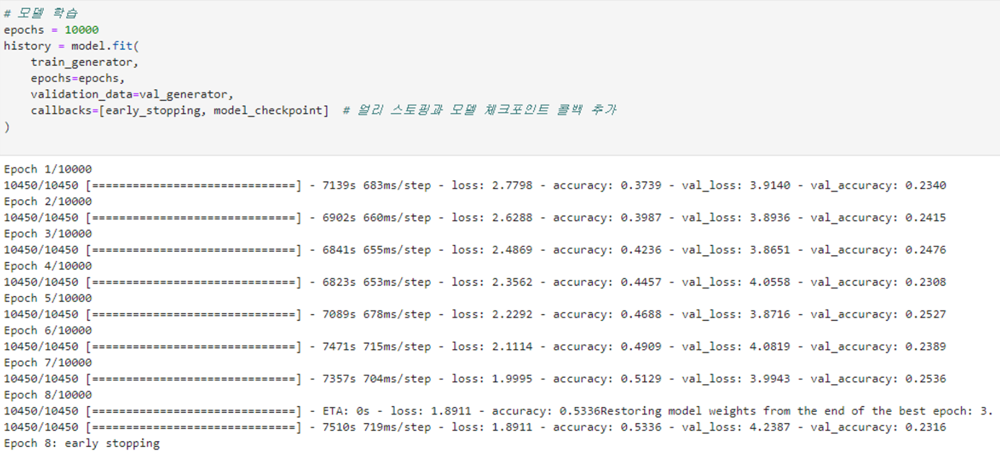 # 모델 학습
epochs = 10000
history = model.fit(
    train_generator,
    epochs=epochs,
    validation_data=val_generator,
    callbacks=[early_stopping, model_checkpoint]  # 얼리 스토핑과 모델 체크포인트 콜백 추가
)
Epoch 1/10000
10450/10450 [==============================] - 7139s 683ms/step - loss: 2.7798 - accuracy: 0.3739 - val_loss: 3.9140 - val_accuracy: 0.2340
Epoch 2/10000
10450/10450 [==============================] - 6902s 660ms/step - loss: 2.6288 - accuracy: 0.3987 - val_loss: 3.8936 - val_accuracy: 0.2415
Epoch 3/10000
10450/10450 [==============================] - 6841s 655ms/step - loss: 2.4869 - accuracy: 0.4236 - val_loss: 3.8651 - val_accuracy: 0.2476
Epoch 4/10000
10450/10450 [==============================] - 6823s 653ms/step - loss: 2.3562 - accuracy: 0.4457 - val_loss: 4.0558 - val_accuracy: 0.2308
Epoch 5/10000
10450/10450 [==============================] - 7089s 678ms/step - loss: 2.2292 - accuracy: 0.4688 - val_loss: 3.8716 - val_accuracy: 0.2527
Epoch 6/10000
10450/10450 [==============================] - 7471s 715ms/step - loss: 2.1114 - accuracy: 0.4909 - val_loss: 4.0819 - val_accuracy: 0.2389
Epoch 7/10000
10450/10450 [==============================] - 7357s 704ms/step - loss: 1.9995 - accuracy: 0.5129 - val_loss: 3.9943 - val_accuracy: 0.2536
Epoch 8/10000
10450/10450 [==============================] - ETA: 0s - loss: 1.8911 - accuracy: 0.5336Restoring model weights from the end of the best epoch: 3.
10450/10450 [==============================] - 7510s 719ms/step - loss: 1.8911 - accuracy: 0.5336 - val_loss: 4.2387 - val_accuracy: 0.2316
Epoch 8: early stopping